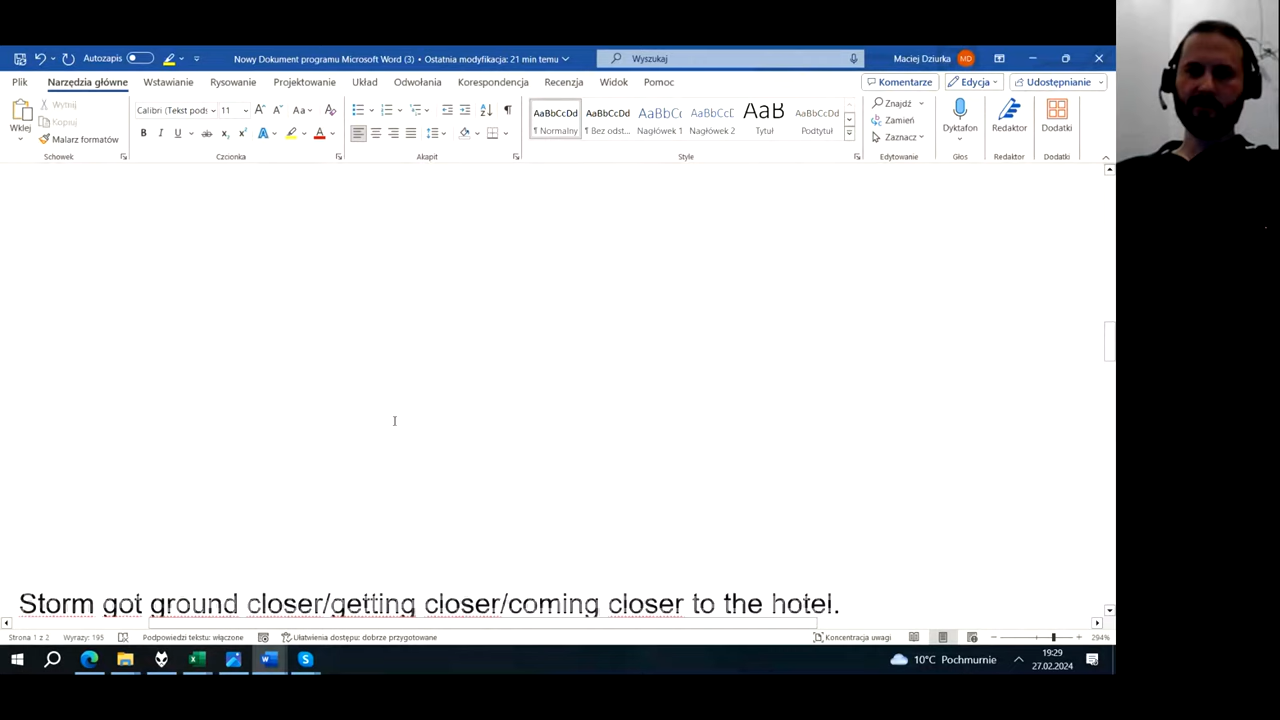 Autozapis
Nowy Dokument programu Microsoft Word (3) • Ostatnia modyfikacja: 21 min temu
Wyszukaj
Maciej Dziurka MD
Plik Narzędzia główne Wstawianie Rysowanie Projektowanie Układ Odwołania Korespondencja Recenzja Widok Pomoc
Komentarze Edycja Udostępnianie
Wklej
Wytnij
Kopiuj
Malarz formatów
Schowek
Calibri (Tekst pods 11
Czcionka
Akapit
AaBbCcDd AaBbCcDd AaBbCc AaBbCcD AaB AaBbCcDd
¶ Normalny ¶ Bez odst... Nagłówek 1 Nagłówek 2 Tytuł Podtytuł
Style
Znajdź
Zamień
Zaznacz
Edytowanie
Dyktafon
Głos
Redaktor
Redaktor
Dodatki
Dodatki
Storm got ground closer/getting closer/coming closer to the hotel.
Strona 1 z 2 Wyrazy: 195 Podpowiedzi tekstu: włączone Ułatwienia dostępu: dobrze przygotowane Koncentracja uwagi 294%
10°C Pochmurnie
19:29
27.02.2024